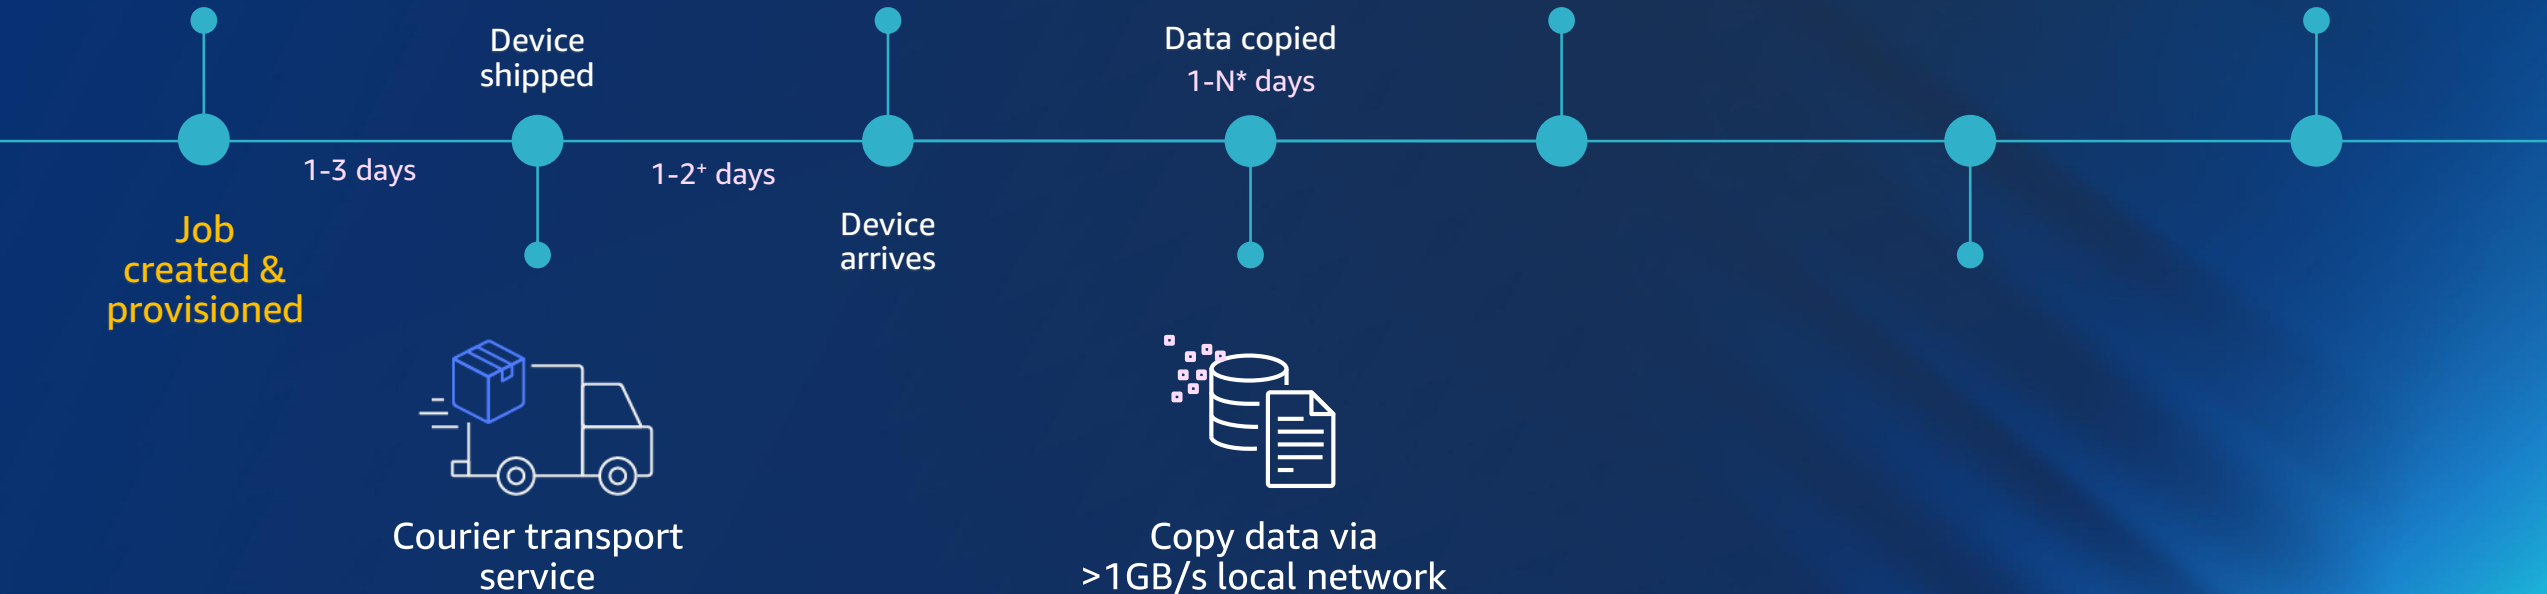 Job
created &
provisioned
1-3 days
Device
shipped
Courier transport
service
1-2⁺ days
Device
arrives
Data copied
1-N* days
Copy data via
>1GB/s local network